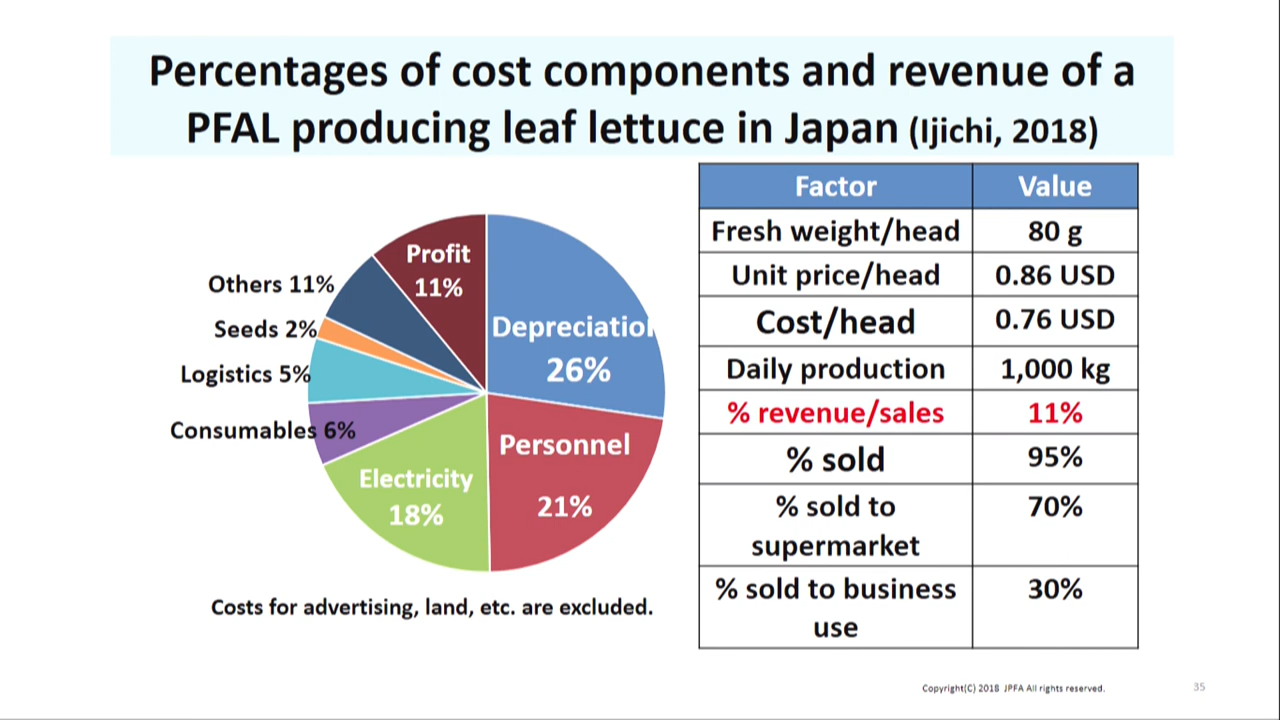 Percentages of cost components and revenue of a
PFAL producing leaf lettuce in Japan (Ijichi, 2018)
Profit
11%
Others 11%
Seeds 2%
Logistics 5%
Consumables 6%
Electricity
18%
Depreciation
26%
Personnel
21%
Costs for advertising, land, etc. are excluded.
Factor Value
Fresh weight/head 80 g
Unit price/head 0.86 USD
Cost/head 0.76 USD
Daily production 1,000 kg
% revenue/sales 11%
% sold 95%
% sold to 70%
supermarket
% sold to business 30%
use
Copyright(C) 2018 JPFA All rights reserved.
35